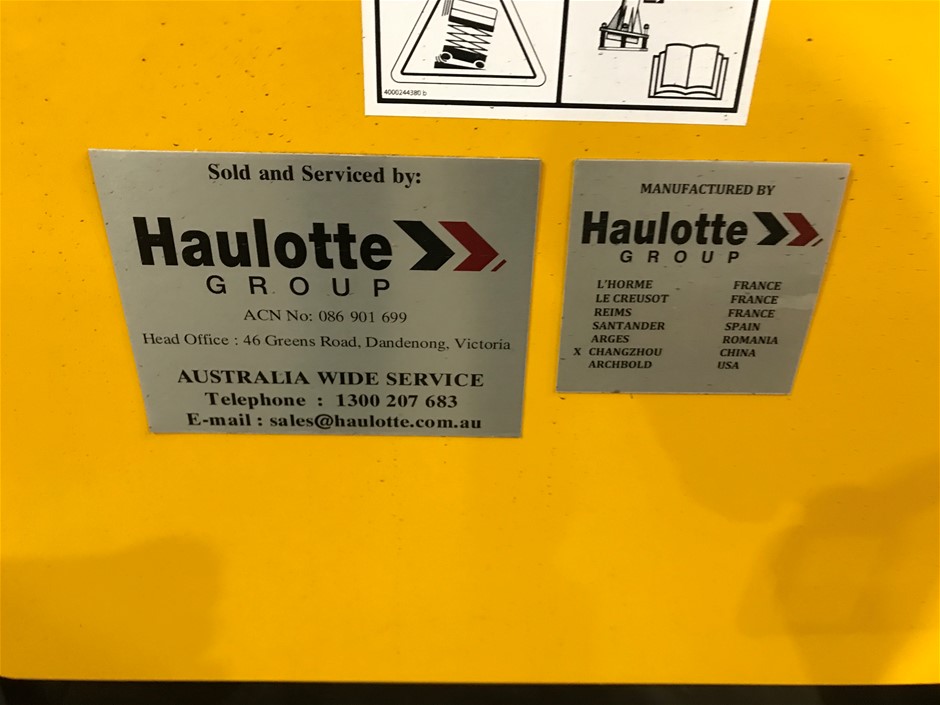 4000244380 b
Sold and Serviced by:
Haulotte
GROUP
ACN No: 086 901 699
Head Office : 46 Greens Road, Dandenong, Victoria
AUSTRALIA WIDE SERVICE
Telephone : 1300 207 683
E-mail : sales@haulotte.com.au
MANUFACTURED BY
Haulotte
GROUP
L'HORME FRANCE
LE CREUSOT FRANCE
REIMS FRANCE
SANTANDER SPAIN
ARGES ROMANIA
X CHANGZHOU CHINA
ARCHBOLD USA